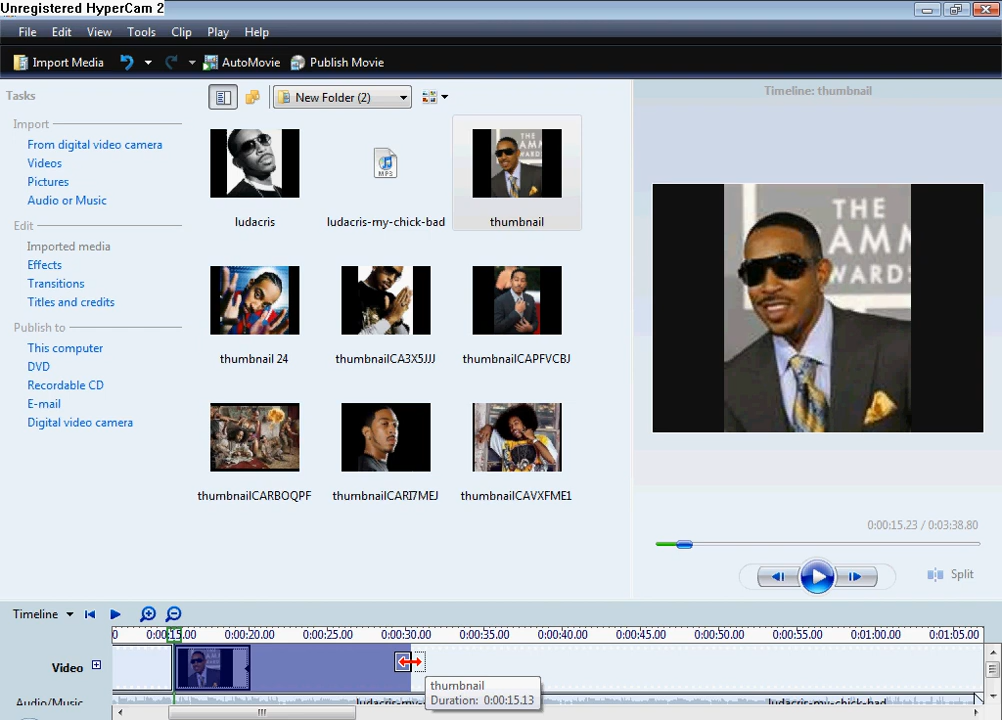 Unregistered HyperCam 2
File Edit View Tools Clip Play Help
Import Media AutoMovie Publish Movie
Tasks
New Folder (2)
Timeline: thumbnail
Import
From digital video camera
Videos
Pictures
Audio or Music
Edit
Imported media
Effects
Transitions
Titles and credits
Publish to
This computer
DVD
Recordable CD
E-mail
Digital video camera
MP3
ludacris ludacris-my-chick-bad thumbnail
thumbnail 24 thumbnailCA3X5JJJ thumbnailCAPFVCBJ
thumbnailCARBOQPF thumbnailCARI7MEJ thumbnailCAVXFME1
THE
AMM
WARDS
0:00:15.23 / 0:03:38.80
Split
Timeline
0:00:15.00 0:00:20.00 0:00:25.00 0:00:30.00 0:00:35.00 0:00:40.00 0:00:45.00 0:00:50.00 0:00:55.00 0:01:00.00 0:01:05.00
Video
thumbnail
Duration: 0:00:15.13
Audio/Music ludacris-my-chick-bad